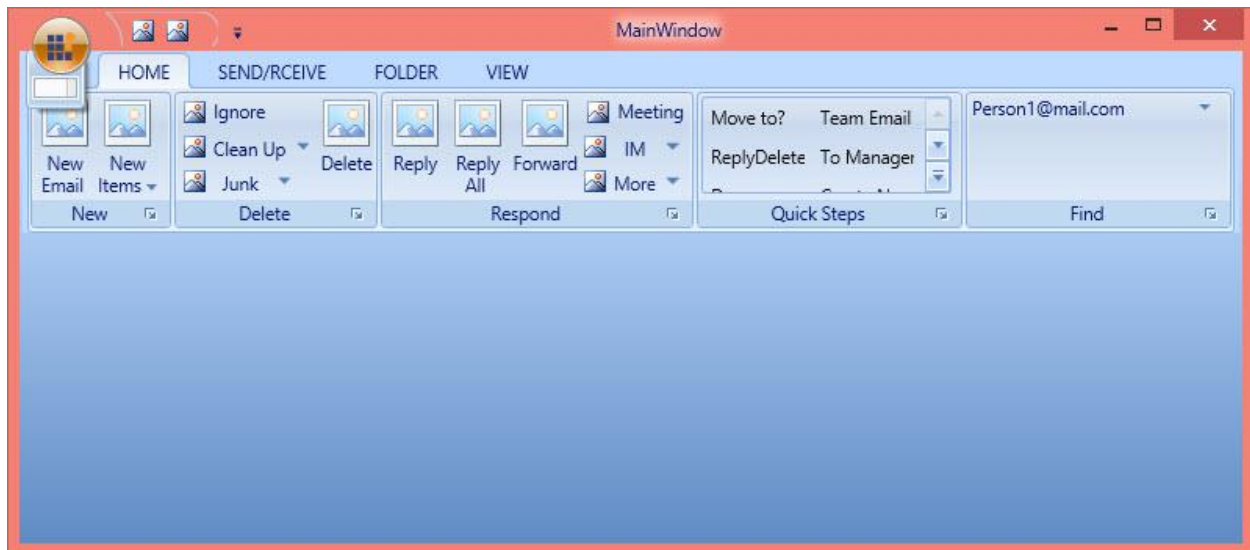 MainWindow
HOME SEND/RCEIVE FOLDER VIEW
New Email
New Items
Ignore
Clean Up
Junk
Delete
Reply
Reply All
Forward
Meeting
IM
More
Move to? Team Email
ReplyDelete To Manager
Person1@mail.com
New Delete Respond Quick Steps Find